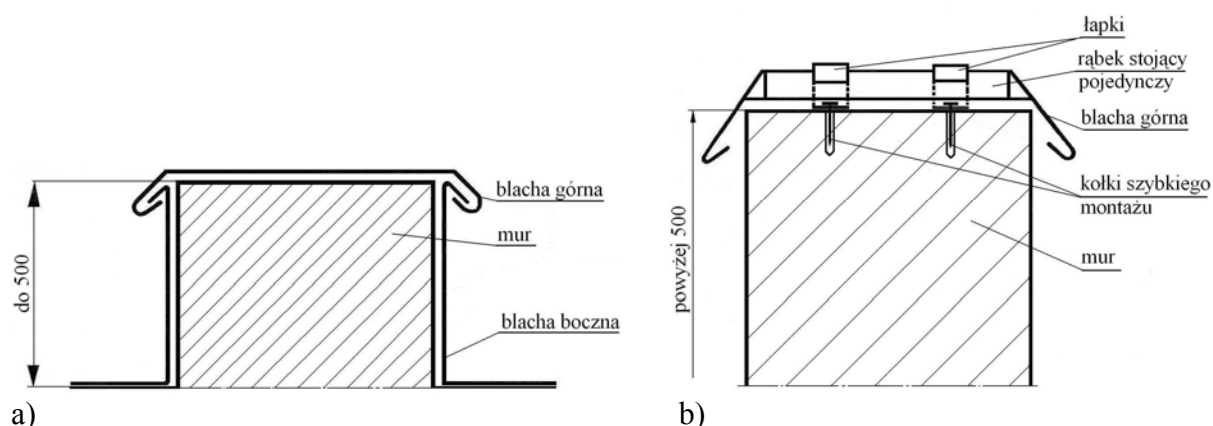 blacha górna
mur
blacha boczna
do 500
a)
łapki
rąbek stojący
pojedynczy
blacha górna
kołki szybkiego
montażu
mur
powyżej 500
b)